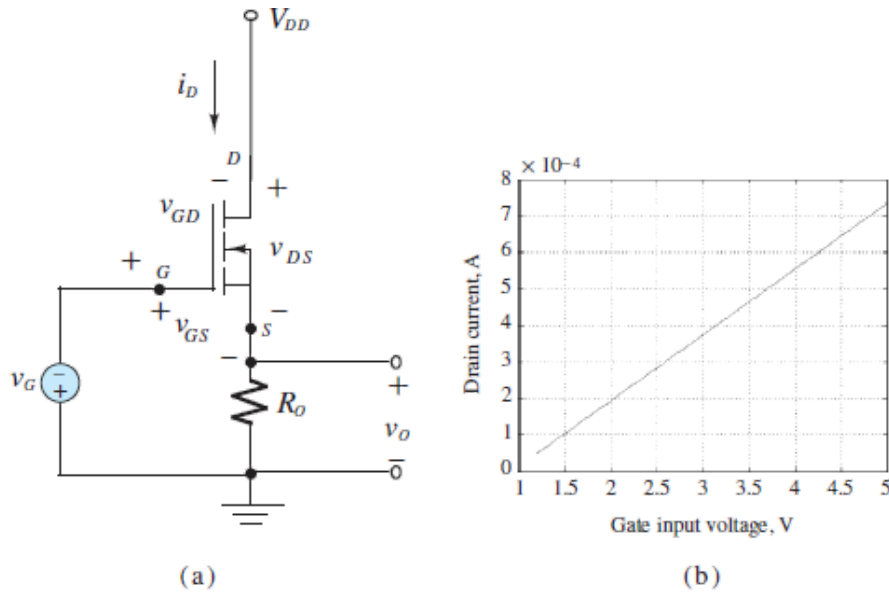 V_DD
i_D
D
− +
v_GD
v_DS
+ G
+ v_GS S −
−
v_G
− +
R_O
+
v_O
−
(a)
× 10⁻⁴
8
7
6
5
4
3
2
1
0
Drain current, A
1 1.5 2 2.5 3 3.5 4 4.5 5
Gate input voltage, V
(b)